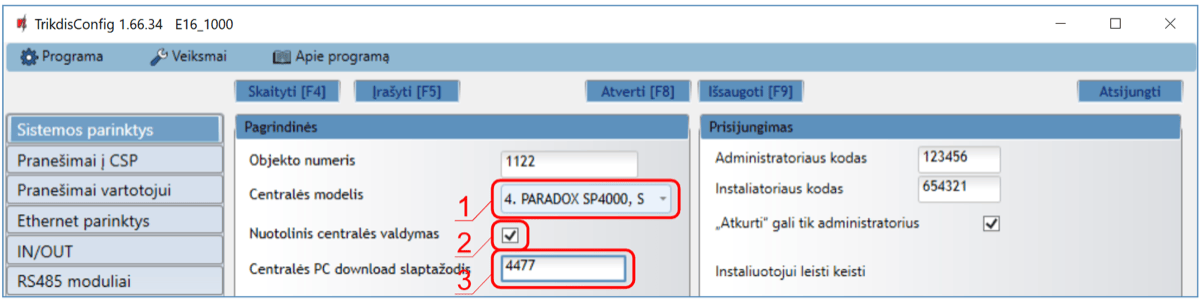 TrikdisConfig 1.66.34 E16_1000
Programa Veiksmai Apie programą
Skaityti [F4] Įrašyti [F5] Atverti [F8] Išsaugoti [F9] Atsijungti
Sistemos parinktys
Pranešimai į CSP
Pranešimai vartotojui
Ethernet parinktys
IN/OUT
RS485 moduliai
Pagrindinės
Objekto numeris 1122
Centralės modelis 1 4. PARADOX SP4000, S
Nuotolinis centralės valdymas 2
Centralės PC download slaptažodis 3 4477
Prisijungimas
Administratoriaus kodas 123456
Instaliatoriaus kodas 654321
„Atkurti“ gali tik administratorius
Instaliuotojui leisti keisti